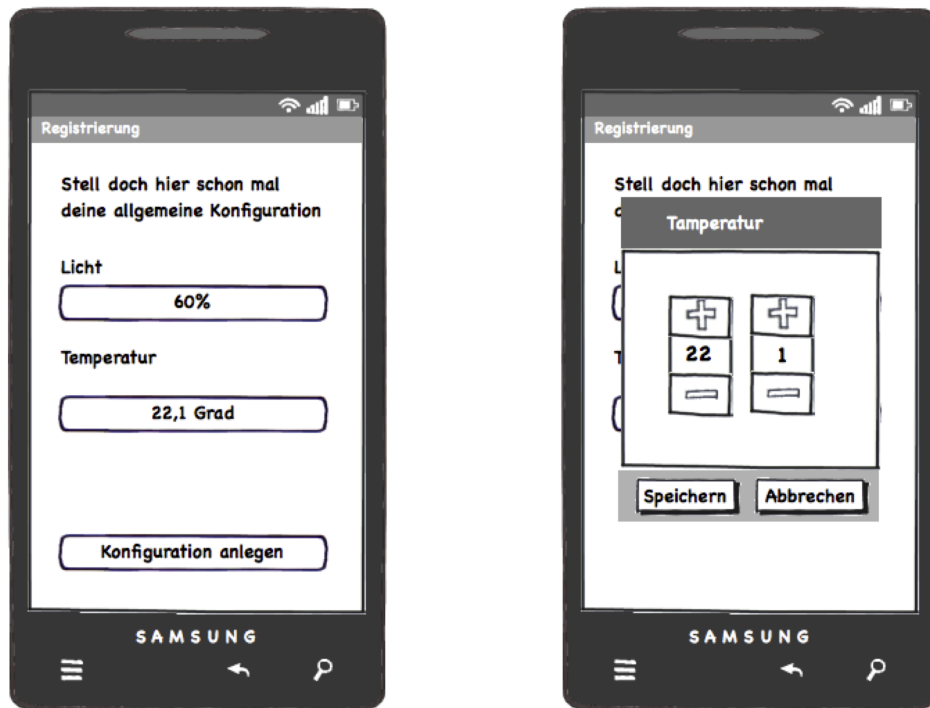 Registrierung
Stell doch hier schon mal
deine allgemeine Konfiguration
Licht
60%
Temperatur
22,1 Grad
Konfiguration anlegen
SAMSUNG
Registrierung
Stell doch hier schon mal
d
Tamperatur
L
T
22 1
Speichern Abbrechen
SAMSUNG